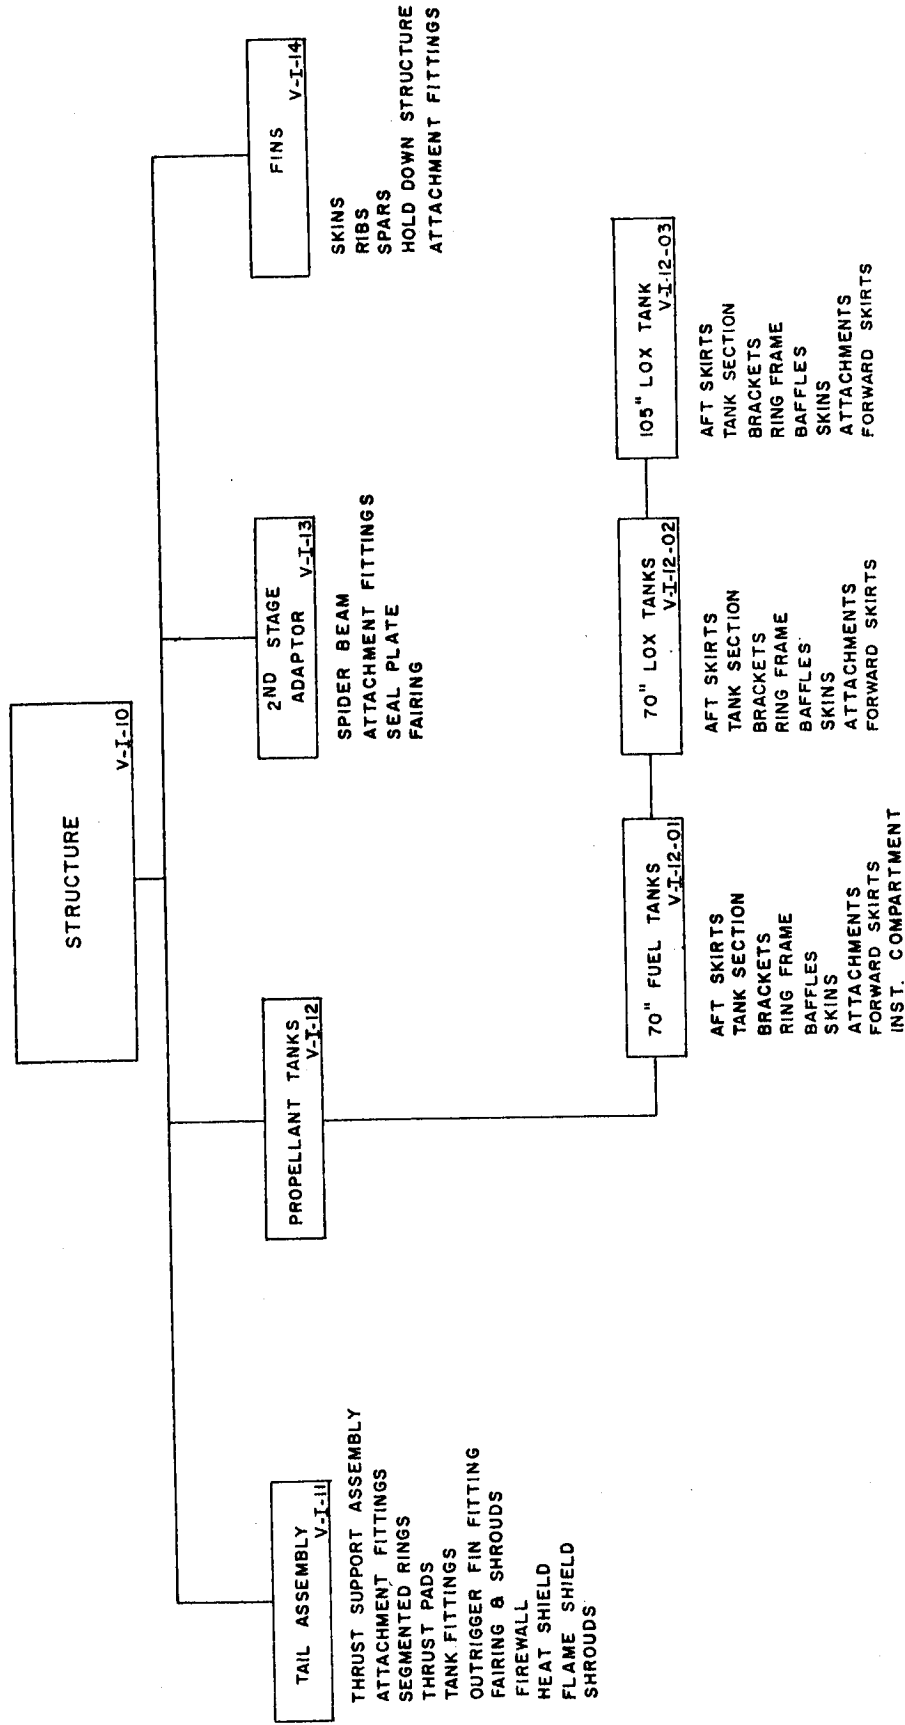 STRUCTURE
V-I-10
TAIL ASSEMBLY
V-I-11
THRUST SUPPORT ASSEMBLY
ATTACHMENT FITTINGS
SEGMENTED RINGS
THRUST PADS
TANK FITTINGS
OUTRIGGER FIN FITTING
FAIRING & SHROUDS
FIREWALL
HEAT SHIELD
FLAME SHIELD
SHROUDS
PROPELLANT TANKS
V-I-12
2ND STAGE
ADAPTOR
V-I-13
SPIDER BEAM
ATTACHMENT FITTINGS
SEAL PLATE
FAIRING
FINS
V-I-14
SKINS
RIBS
SPARS
HOLD DOWN STRUCTURE
ATTACHMENT FITTINGS
70" FUEL TANKS
V-I-12-01
AFT SKIRTS
TANK SECTION
BRACKETS
RING FRAME
BAFFLES
SKINS
ATTACHMENTS
FORWARD SKIRTS
INST. COMPARTMENT
70" LOX TANKS
V-I-12-02
AFT SKIRTS
TANK SECTION
BRACKETS
RING FRAME
BAFFLES
SKINS
ATTACHMENTS
FORWARD SKIRTS
105" LOX TANK
V-I-12-03
AFT SKIRTS
TANK SECTION
BRACKETS
RING FRAME
BAFFLES
SKINS
ATTACHMENTS
FORWARD SKIRTS